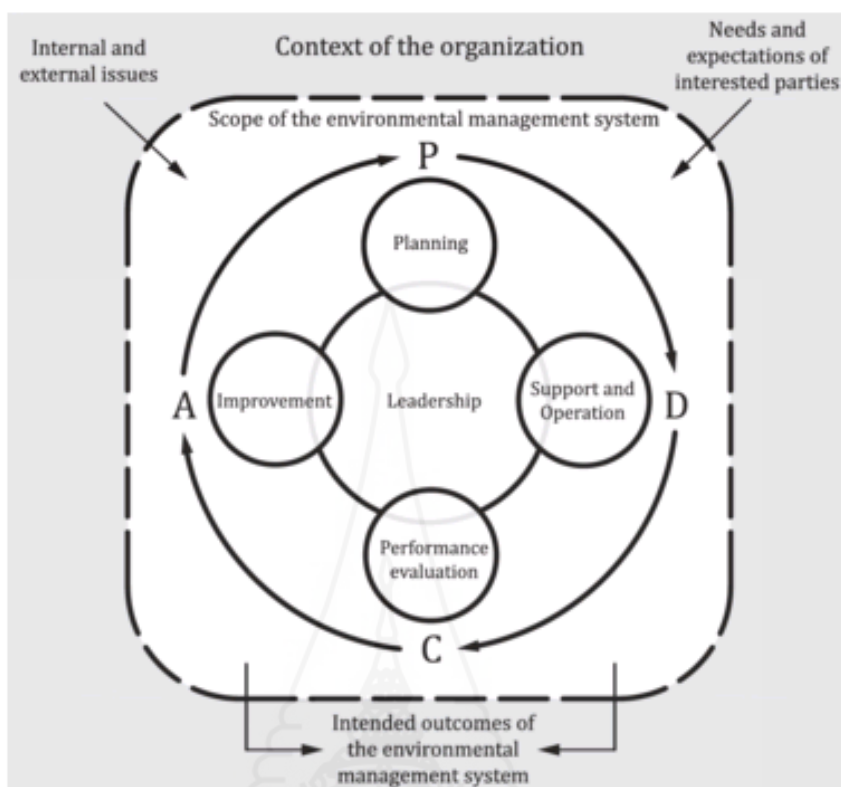 Internal and
external issues
Context of the organization
Needs and
expectations of
interested parties
Scope of the environmental management system
P
Planning
A
Improvement
Leadership
Support and
Operation
D
Performance
evaluation
C
Intended outcomes of
the environmental
management system